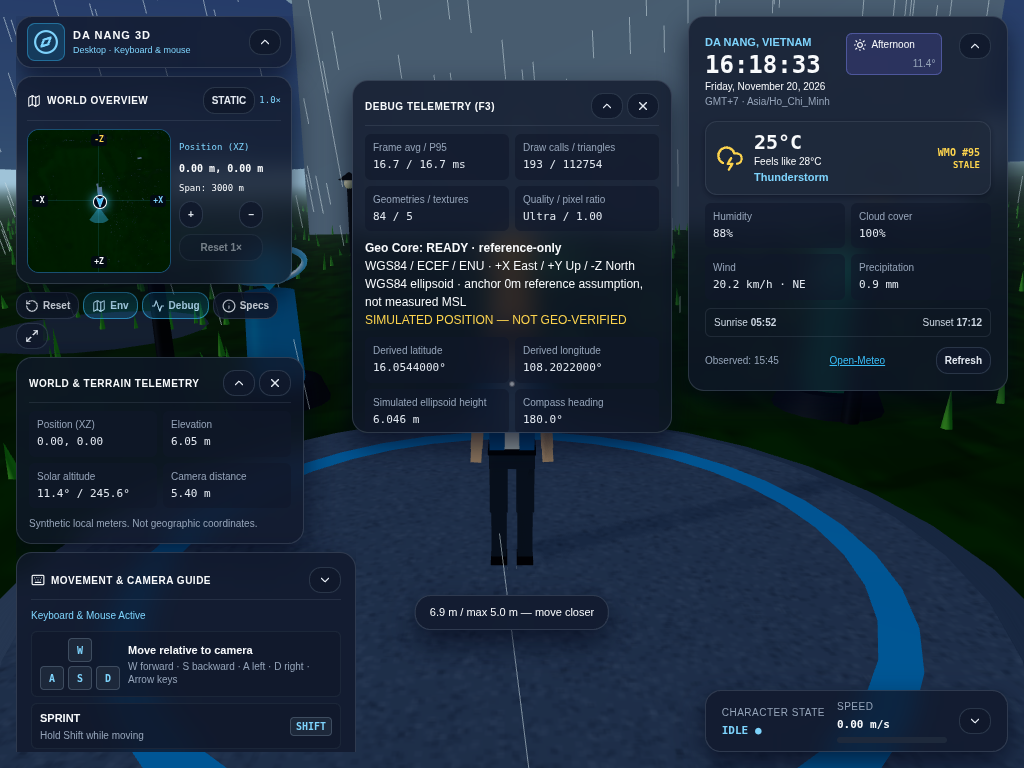 DA NANG 3D
Desktop · Keyboard & mouse
WORLD OVERVIEW
STATIC
1.0×
-Z
-X
+X
+Z
Position (XZ)
0.00 m, 0.00 m
Span: 3000 m
+
−
Reset 1×
Reset
Env
Debug
Specs
WORLD & TERRAIN TELEMETRY
Position (XZ)
0.00, 0.00
Elevation
6.05 m
Solar altitude
11.4° / 245.6°
Camera distance
5.40 m
Synthetic local meters. Not geographic coordinates.
MOVEMENT & CAMERA GUIDE
Keyboard & Mouse Active
W
A S D
Move relative to camera
W forward · S backward · A left · D right ·
Arrow keys
SPRINT
Hold Shift while moving
SHIFT
DEBUG TELEMETRY (F3)
Frame avg / P95
16.7 / 16.7 ms
Draw calls / triangles
193 / 112754
Geometries / textures
84 / 5
Quality / pixel ratio
Ultra / 1.00
Geo Core: READY · reference-only
WGS84 / ECEF / ENU · +X East / +Y Up / -Z North
WGS84 ellipsoid · anchor 0m reference assumption,
not measured MSL
SIMULATED POSITION — NOT GEO-VERIFIED
Derived latitude
16.0544000°
Derived longitude
108.2022000°
Simulated ellipsoid height
6.046 m
Compass heading
180.0°
6.9 m / max 5.0 m — move closer
DA NANG, VIETNAM
16:18:33
Friday, November 20, 2026
GMT+7 · Asia/Ho_Chi_Minh
Afternoon
11.4°
25°C
Feels like 28°C
Thunderstorm
WMO #95
STALE
Humidity
88%
Cloud cover
100%
Wind
20.2 km/h · NE
Precipitation
0.9 mm
Sunrise 05:52
Sunset 17:12
Observed: 15:45
Open-Meteo
Refresh
CHARACTER STATE
IDLE ●
SPEED
0.00 m/s